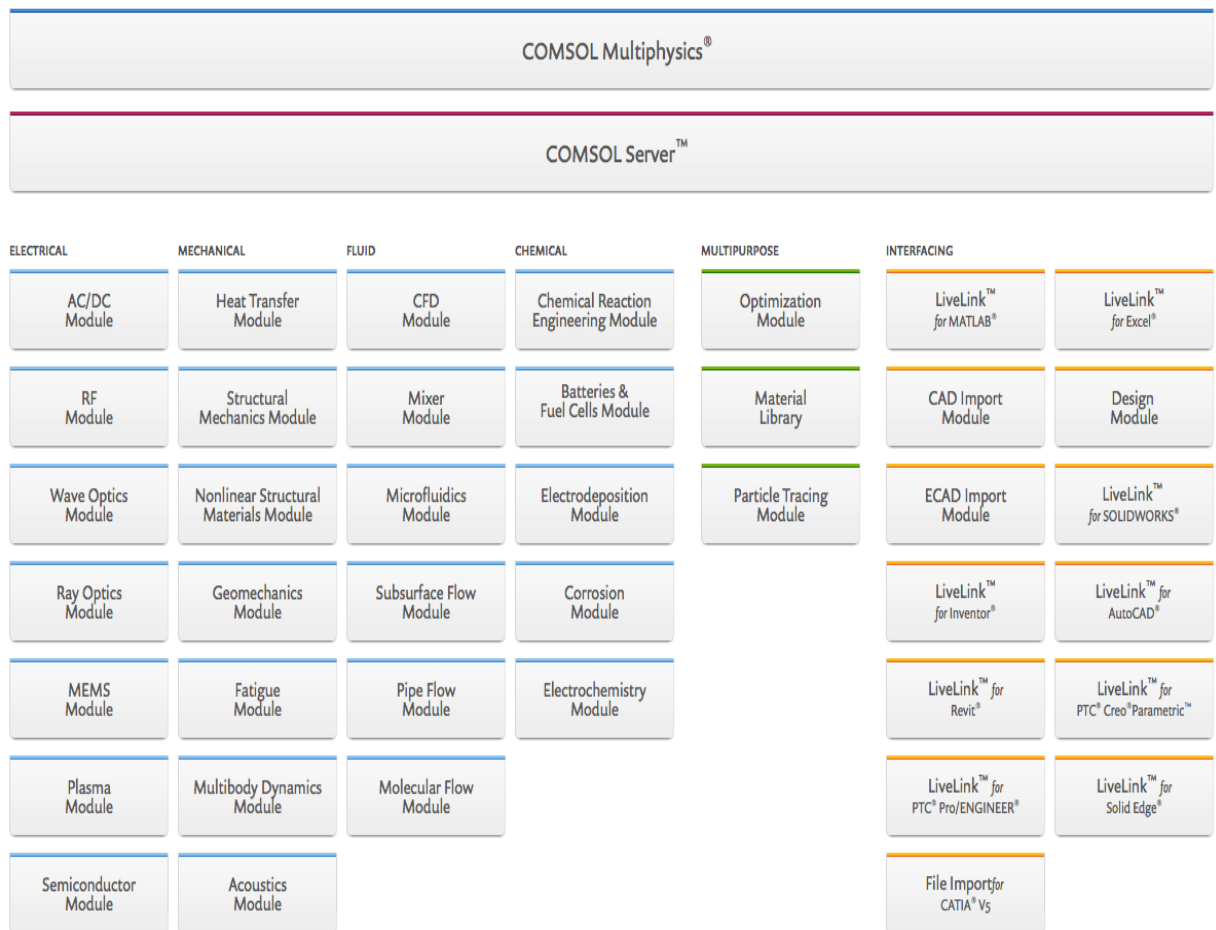 COMSOL Multiphysics®
COMSOL Server™
ELECTRICAL
AC/DC
Module
RF
Module
Wave Optics
Module
Ray Optics
Module
MEMS
Module
Plasma
Module
Semiconductor
Module
MECHANICAL
Heat Transfer
Module
Structural
Mechanics Module
Nonlinear Structural
Materials Module
Geomechanics
Module
Fatigue
Module
Multibody Dynamics
Module
Acoustics
Module
FLUID
CFD
Module
Mixer
Module
Microfluidics
Module
Subsurface Flow
Module
Pipe Flow
Module
Molecular Flow
Module
CHEMICAL
Chemical Reaction
Engineering Module
Batteries &
Fuel Cells Module
Electrodeposition
Module
Corrosion
Module
Electrochemistry
Module
MULTIPURPOSE
Optimization
Module
Material
Library
Particle Tracing
Module
INTERFACING
LiveLink™
for MATLAB®
LiveLink™
for Excel®
CAD Import
Module
Design
Module
ECAD Import
Module
LiveLink™
for SOLIDWORKS®
LiveLink™
for Inventor®
LiveLink™ for
AutoCAD®
LiveLink™ for
Revit®
LiveLink™ for
PTC® Creo®Parametric™
LiveLink™ for
PTC® Pro/ENGINEER®
LiveLink™ for
Solid Edge®
File Importfor
CATIA® V5